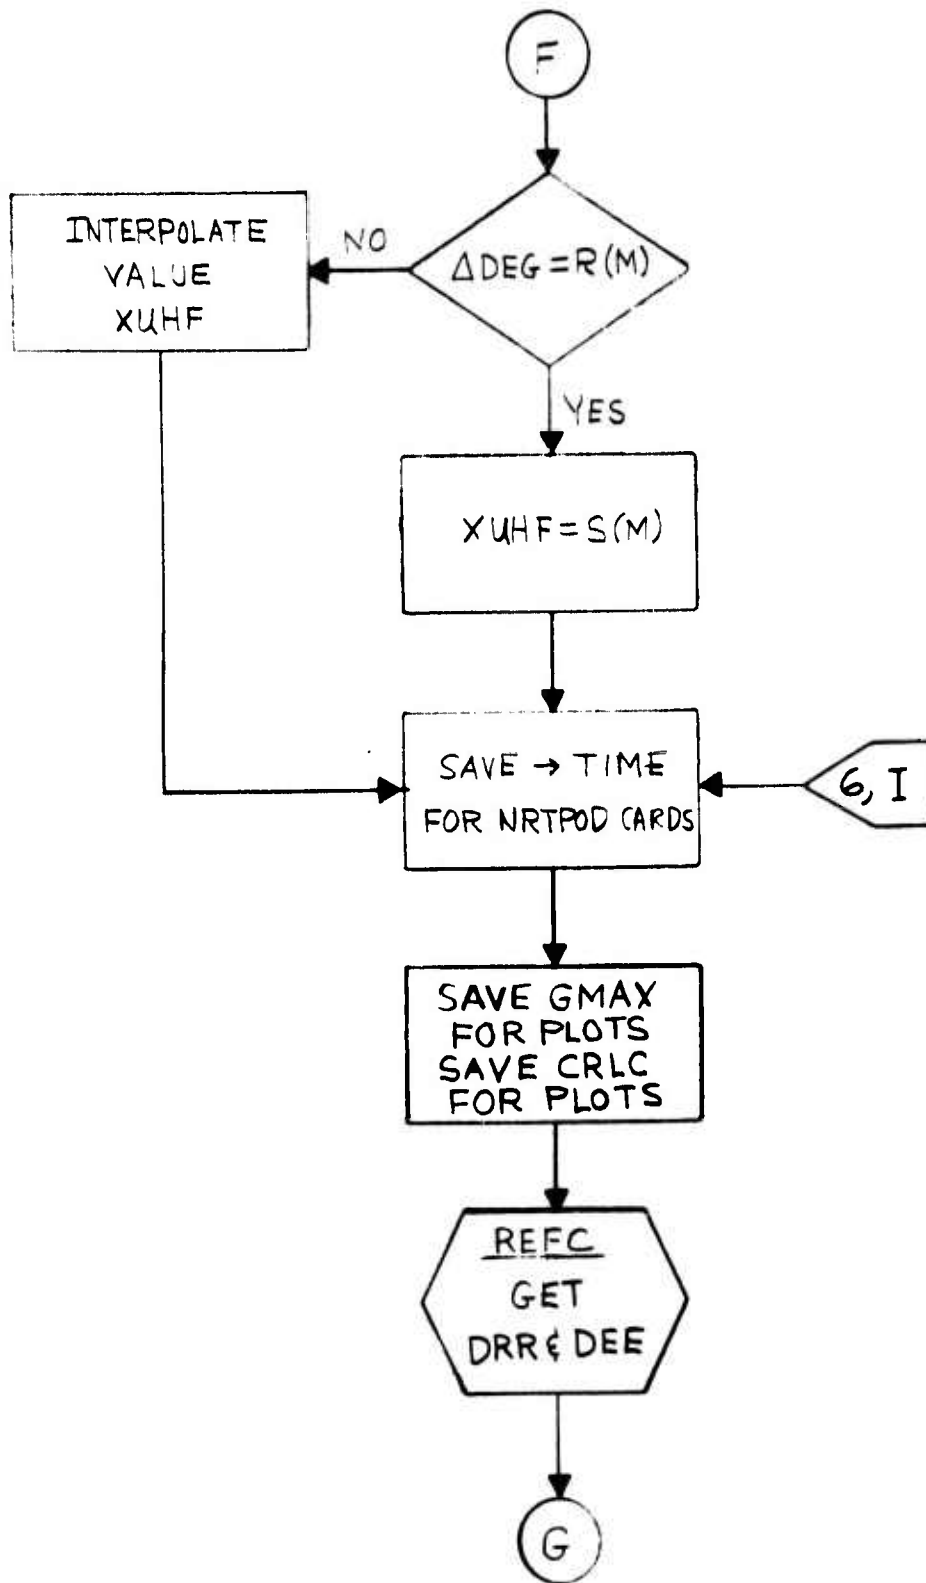 F
ΔDEG = R(M)
NO
INTERPOLATE
VALUE
XUHF
YES
XUHF = S(M)
SAVE → TIME
FOR NRTPOD CARDS
6, I
SAVE GMAX
FOR PLOTS
SAVE CRLC
FOR PLOTS
REFC
GET
DRR & DEE
G